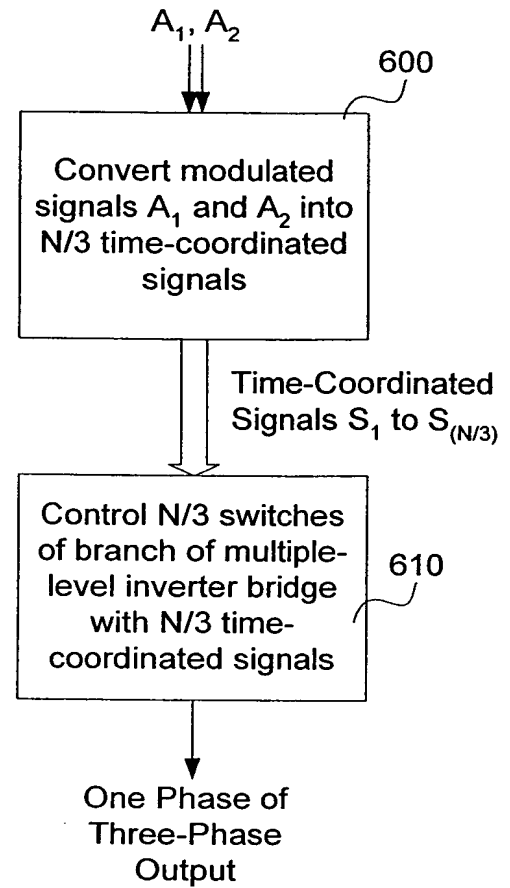 A₁, A₂
600
Convert modulated
signals A₁ and A₂ into
N/3 time-coordinated
signals
Time-Coordinated
Signals S₁ to S₍N/3₎
Control N/3 switches
of branch of multiple-
level inverter bridge
with N/3 time-
coordinated signals
610
One Phase of
Three-Phase
Output